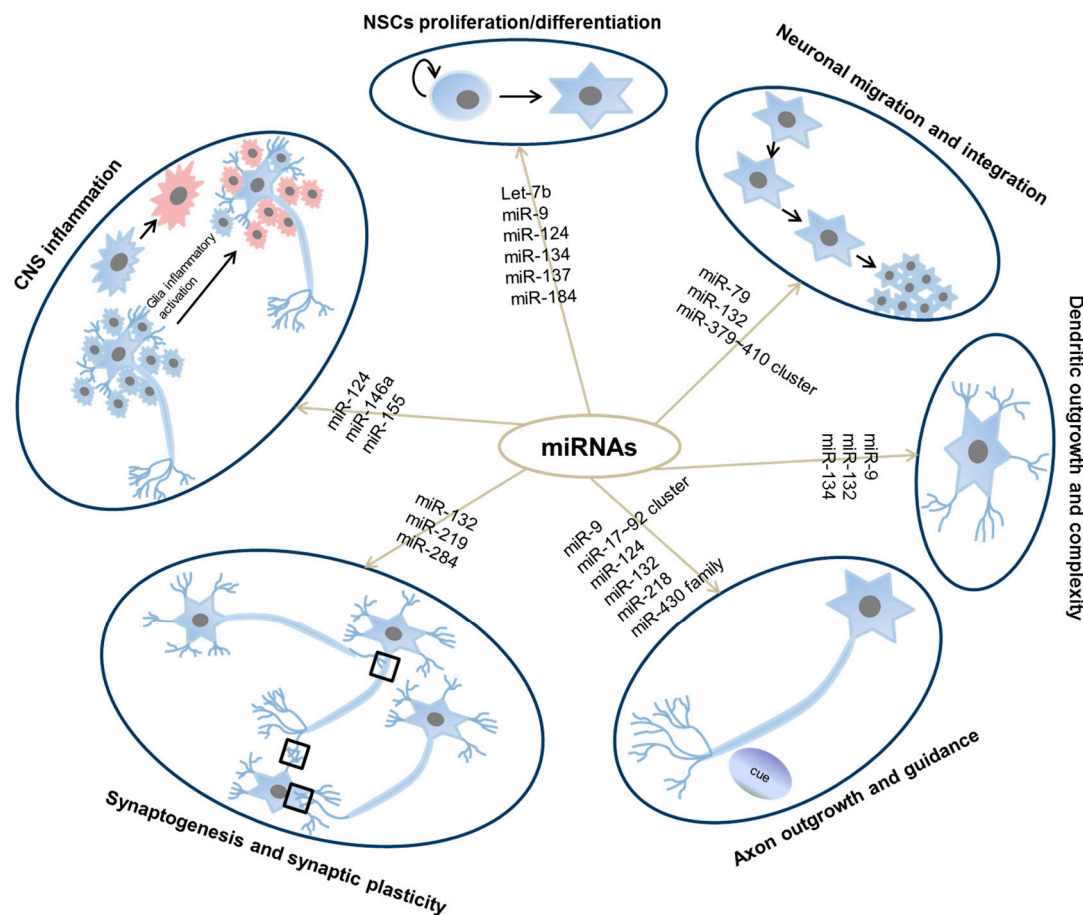 NSCs proliferation/differentiation
Let-7b
miR-9
miR-124
miR-134
miR-137
miR-184
Neuronal migration and integration
miR-79
miR-132
miR-379~410 cluster
Dendritic outgrowth and complexity
miR-9
miR-132
miR-134
Axon outgrowth and guidance
miR-9
miR-17~92 cluster
miR-124
miR-132
miR-218
miR-430 family
cue
Synaptogenesis and synaptic plasticity
miR-132
miR-219
miR-284
CNS inflammation
Glia inflammatory
activation
miR-124
miR-146a
miR-155
miRNAs